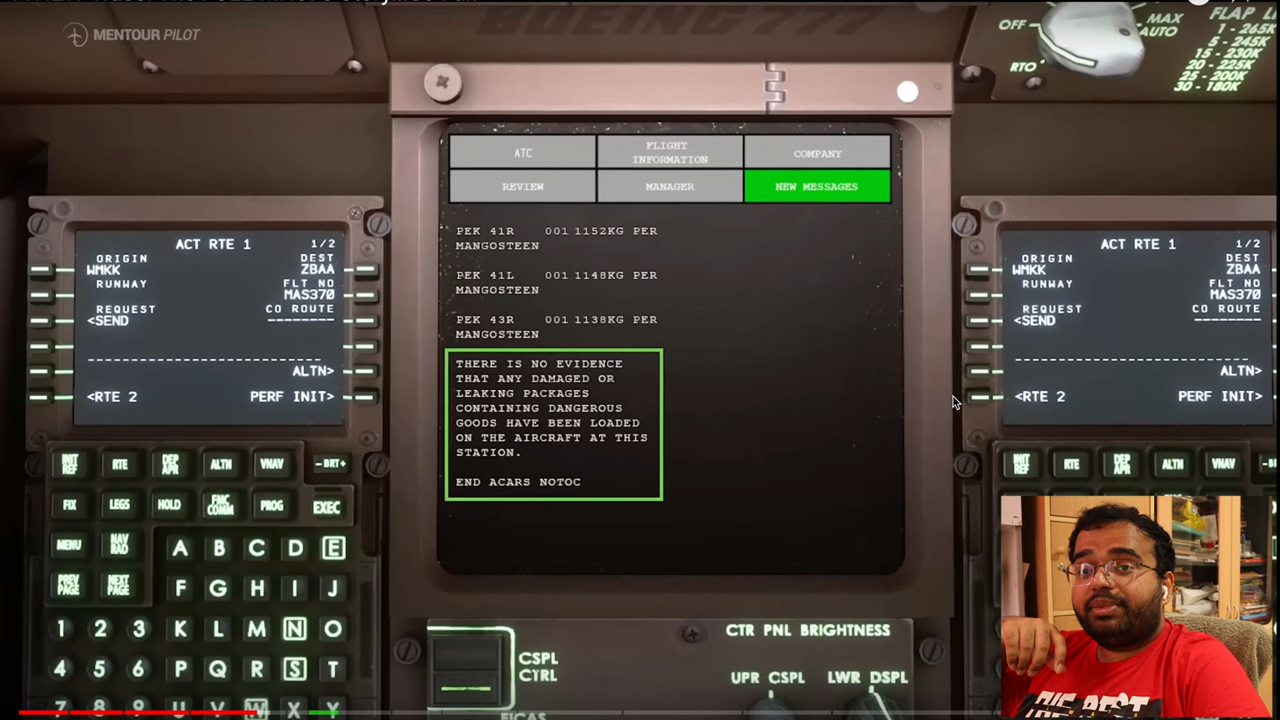 MENTOUR PILOT
BOEING 777
OFF
MAX
AUTO
RTO
1 - 265K
5 - 245K
15 - 230K
20 - 225K
25 - 200K
30 - 180K
ATC
FLIGHT
INFORMATION
COMPANY
REVIEW
MANAGER
NEW MESSAGES
PEK 41R 001 1152KG PER
MANGOSTEEN
PEK 41L 001 1148KG PER
MANGOSTEEN
PEK 43R 001 1138KG PER
MANGOSTEEN
THERE IS NO EVIDENCE
THAT ANY DAMAGED OR
LEAKING PACKAGES
CONTAINING DANGEROUS
GOODS HAVE BEEN LOADED
ON THE AIRCRAFT AT THIS
STATION.
END ACARS NOTOC
ACT RTE 1 1/2
ORIGIN DEST
WMKK ZBAA
RUNWAY FLT NO
MAS370
REQUEST CO ROUTE
<SEND --------
ALTN>
<RTE 2 PERF INIT>
INIT REF RTE DEP ARR ALTN VNAV -BRT+
FIX LEGS HOLD FMC COMM PROG EXEC
MENU NAV RAD A B C D E
PREV PAGE NEXT PAGE F G H I J
1 2 3 K L M N O
4 5 6 P Q R S T
7 8 9 U V W X Y
ACT RTE 1 1/2
ORIGIN DEST
WMKK ZBAA
RUNWAY FLT NO
MAS370
REQUEST CO ROUTE
<SEND --------
ALTN>
<RTE 2 PERF INIT>
INIT REF RTE DEP ARR ALTN VNAV
CSPL
CTRL
EICAS
CTR PNL BRIGHTNESS
UPR CSPL LWR DSPL
THE BEST